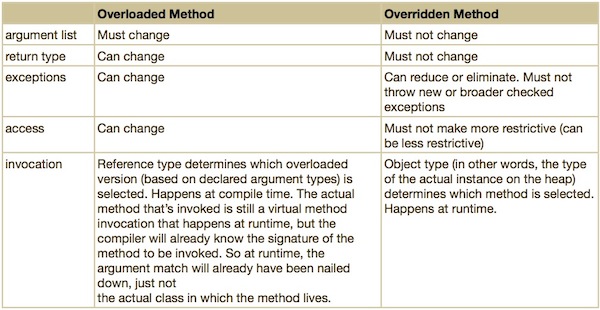 Overloaded Method Overridden Method
argument list Must change Must not change
return type Can change Must not change
exceptions Can change Can reduce or eliminate. Must not
throw new or broader checked
exceptions
access Can change Must not make more restrictive (can
be less restrictive)
invocation Reference type determines which overloaded Object type (in other words, the type
version (based on declared argument types) is of the actual instance on the heap)
selected. Happens at compile time. The actual determines which method is selected.
method that’s invoked is still a virtual method Happens at runtime.
invocation that happens at runtime, but the
compiler will already know the signature of the
method to be invoked. So at runtime, the
argument match will already have been nailed
down, just not
the actual class in which the method lives.